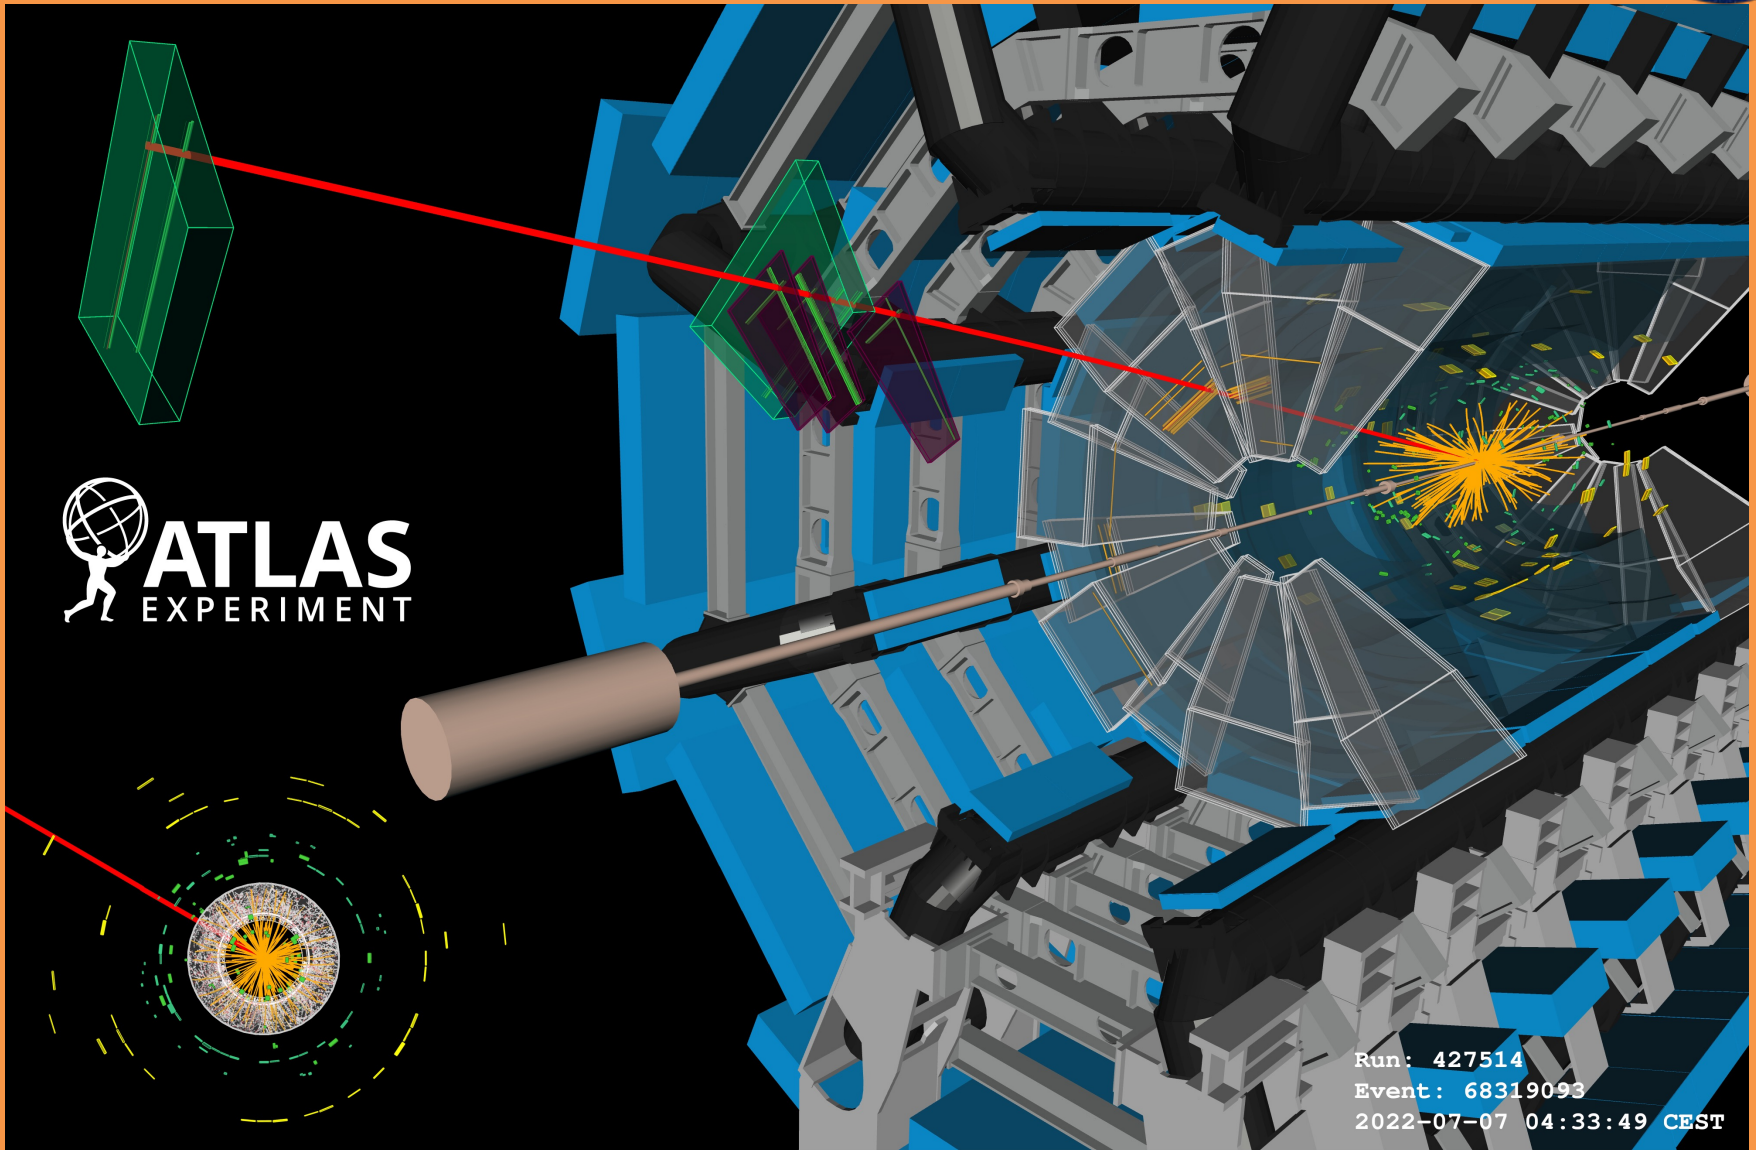 ATLAS
EXPERIMENT
Run: 427514
Event: 68319093
2022-07-07 04:33:49 CEST